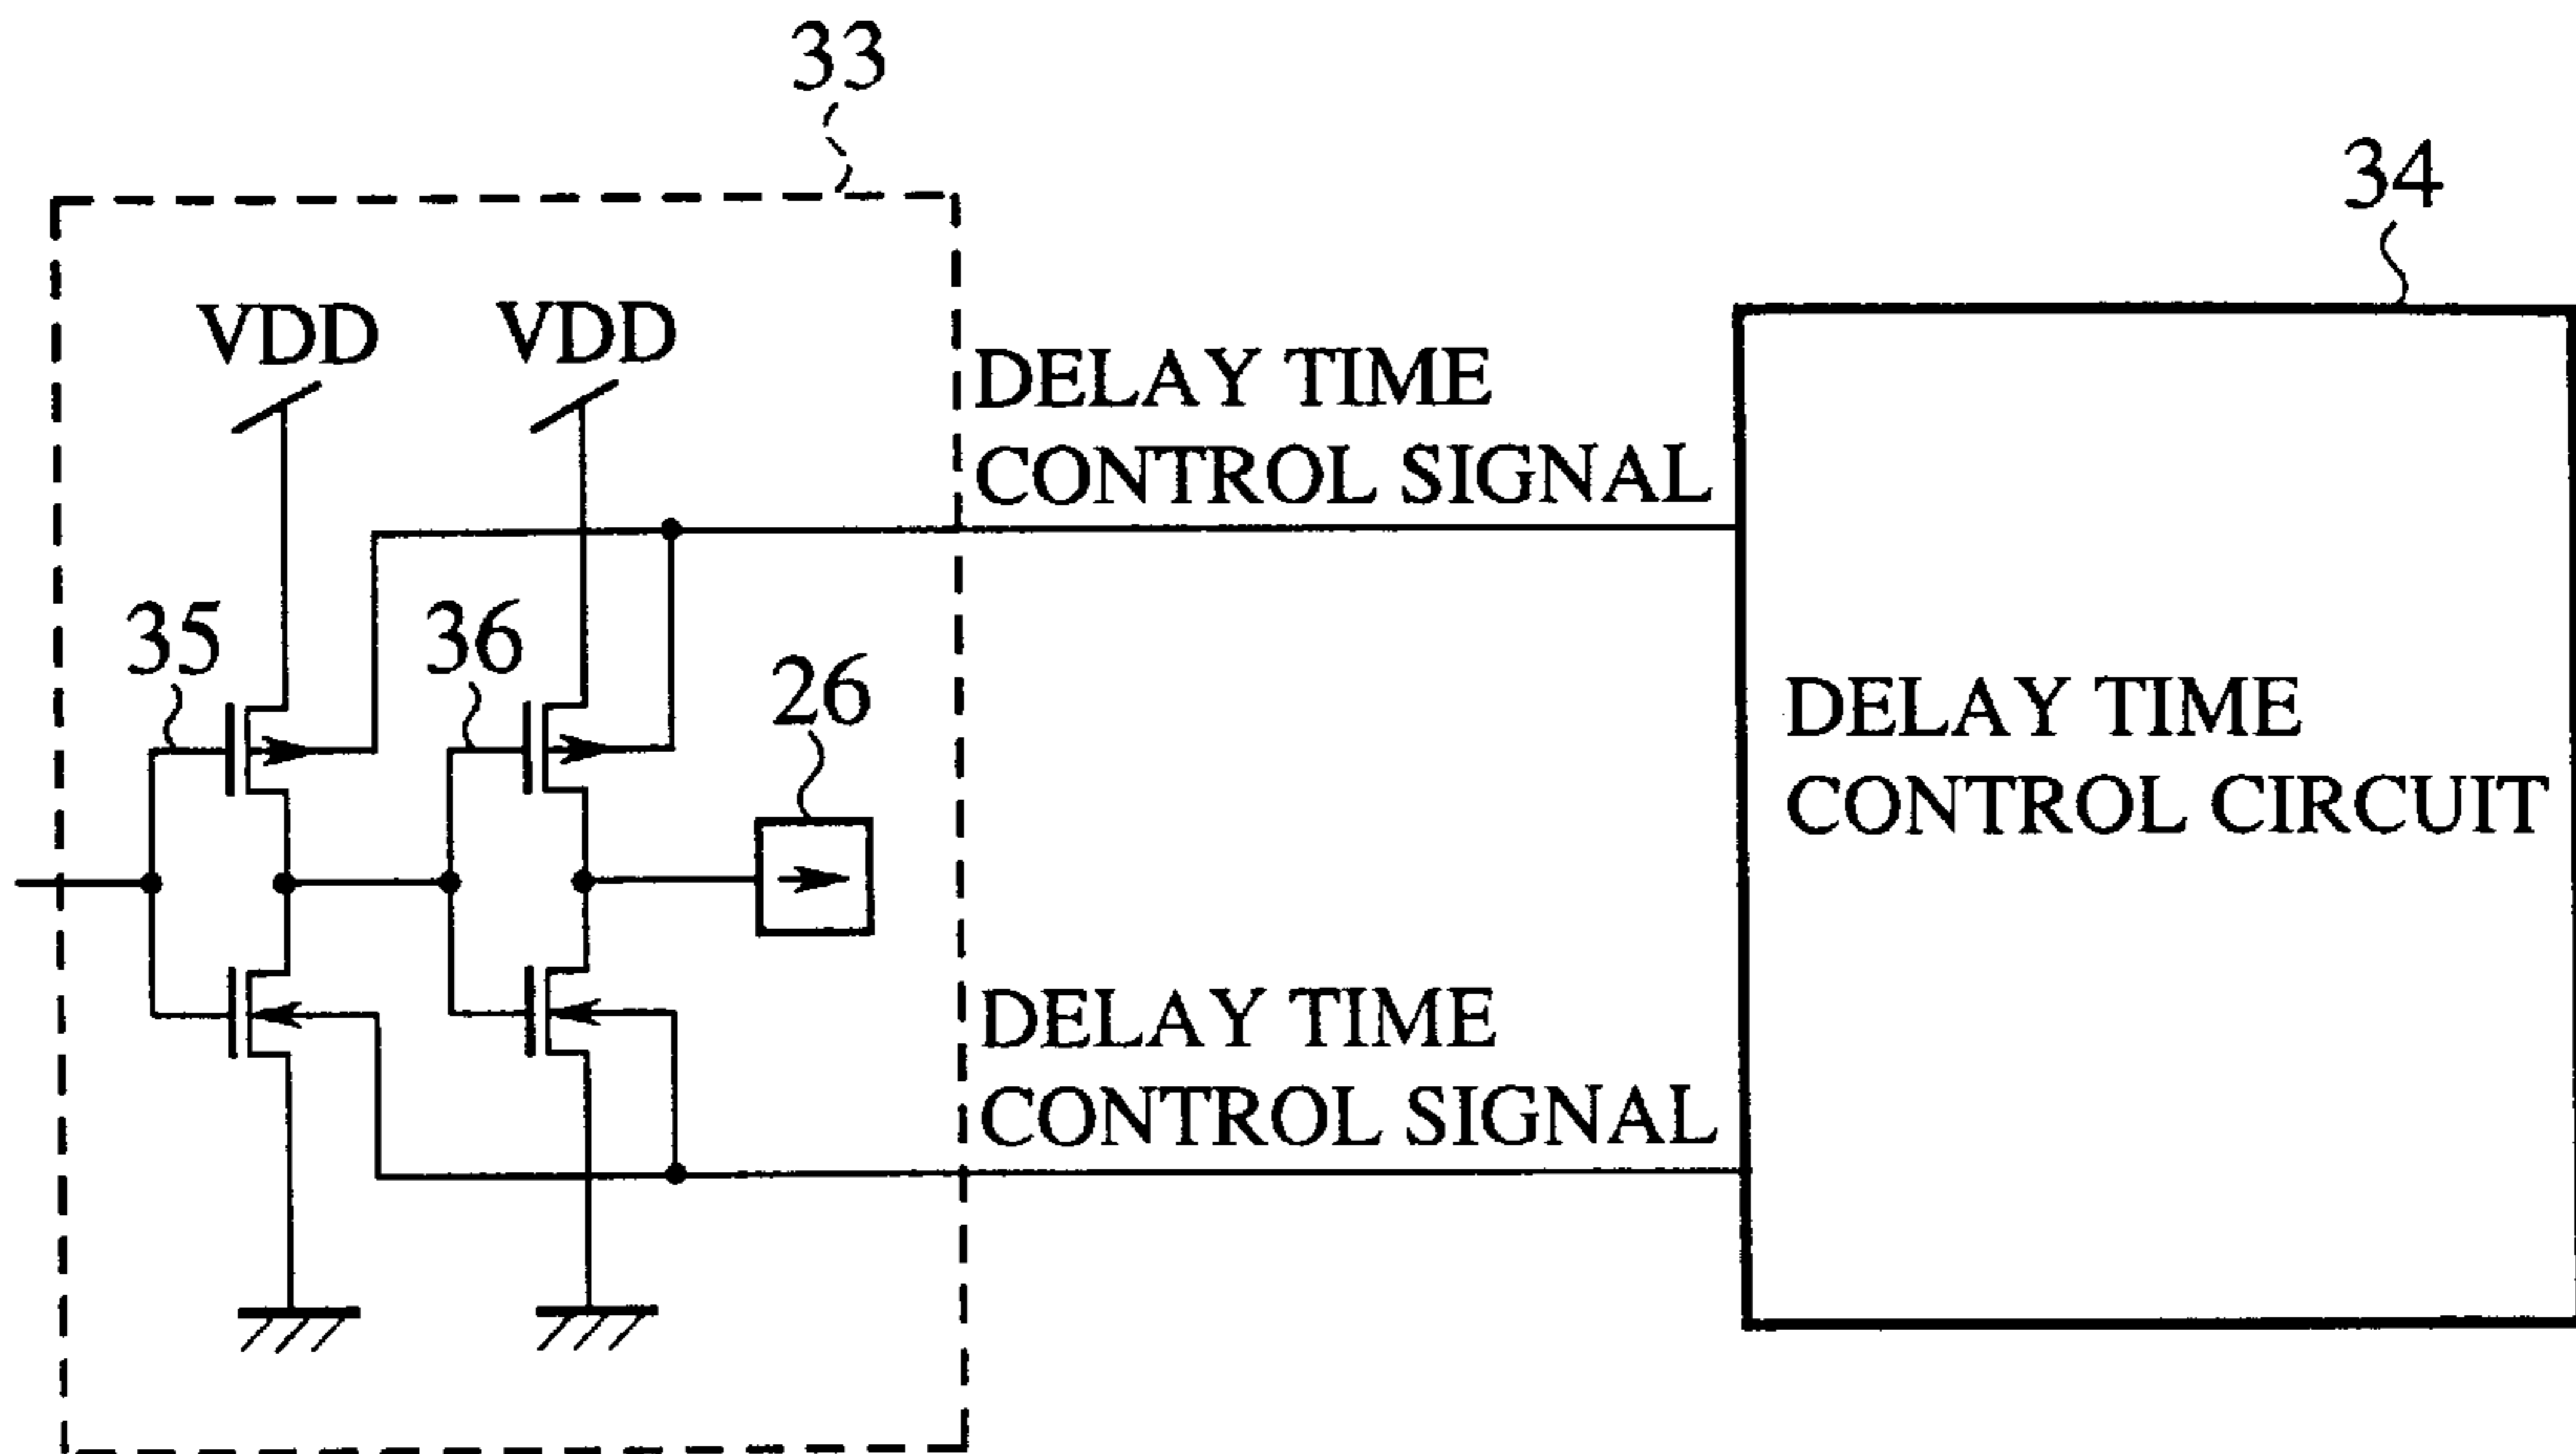 33
34
VDD
VDD
DELAY TIME
CONTROL SIGNAL
35
36
26
DELAY TIME
CONTROL CIRCUIT
DELAY TIME
CONTROL SIGNAL